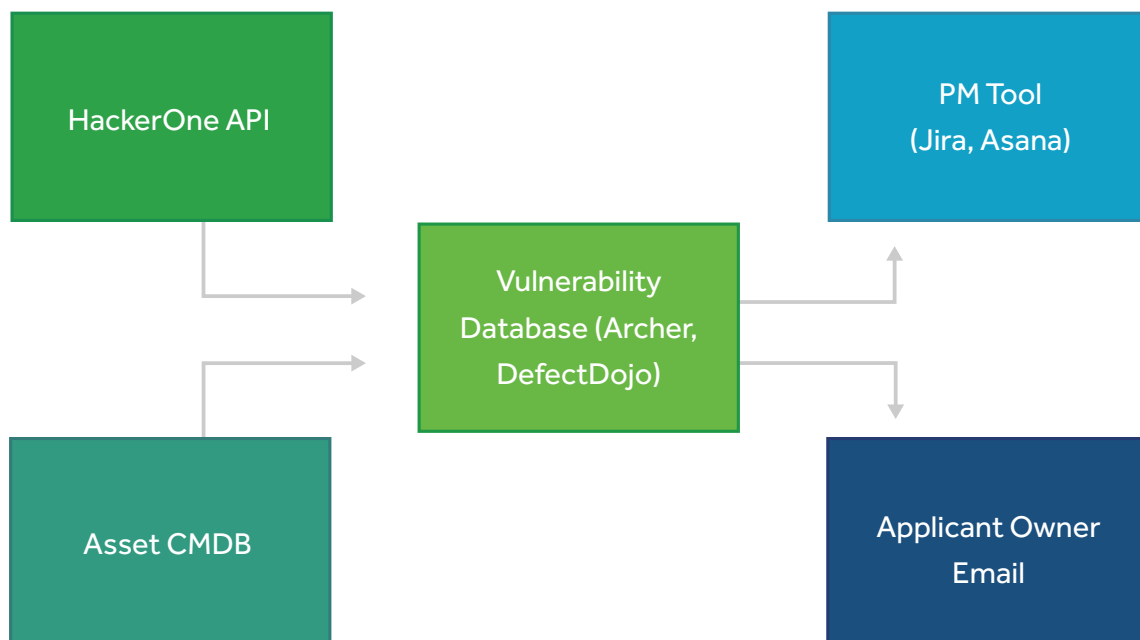 HackerOne API
PM Tool
(Jira, Asana)
Vulnerability
Database (Archer,
DefectDojo)
Asset CMDB
Applicant Owner
Email